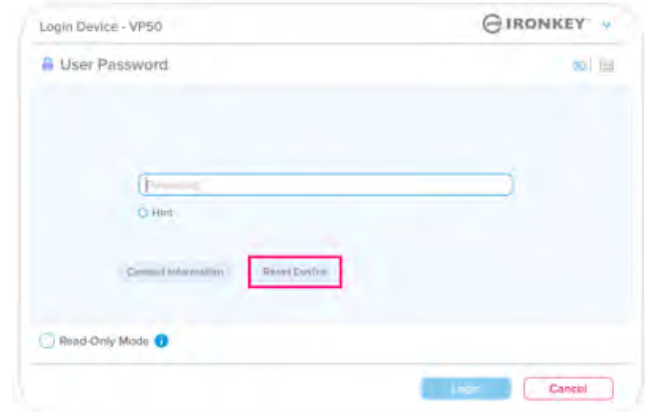 Login Device - VP50
IRONKEY
User Password
Password
Hint
Contact Information
Reset Device
Read-Only Mode
Login
Cancel